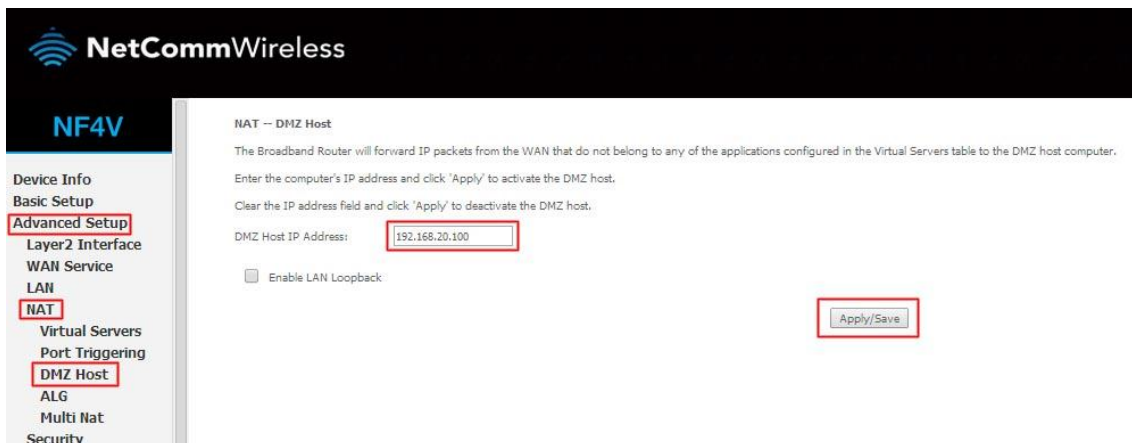 NetCommWireless
NF4V
Device Info
Basic Setup
Advanced Setup
Layer2 Interface
WAN Service
LAN
NAT
Virtual Servers
Port Triggering
DMZ Host
ALG
Multi Nat
Security
NAT -- DMZ Host
The Broadband Router will forward IP packets from the WAN that do not belong to any of the applications configured in the Virtual Servers table to the DMZ host computer.
Enter the computer's IP address and click 'Apply' to activate the DMZ host.
Clear the IP address field and click 'Apply' to deactivate the DMZ host.
DMZ Host IP Address: 192.168.20.100
Enable LAN Loopback
Apply/Save